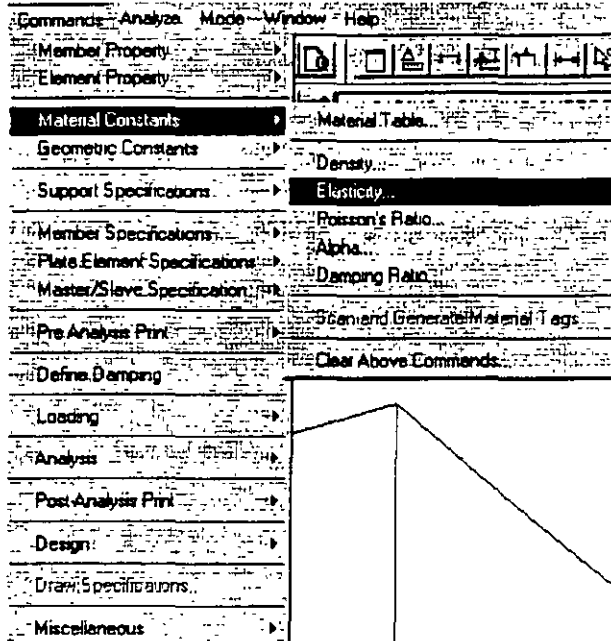 Commands Analyze Mode Window Help
Member Property
Element Property
Material Constants
Geometric Constants
Support Specifications
Member Specifications
Plate Element Specifications
Master/Slave Specification
Pre Analysis Print
Define Damping
Loading
Analysis
Post-Analysis Print
Design
Draw Specifications...
Miscellaneous
Material Table...
Density...
Elasticity...
Poisson's Ratio...
Alpha...
Damping Ratio...
Scan and Generate Material Tags
Clear Above Commands...